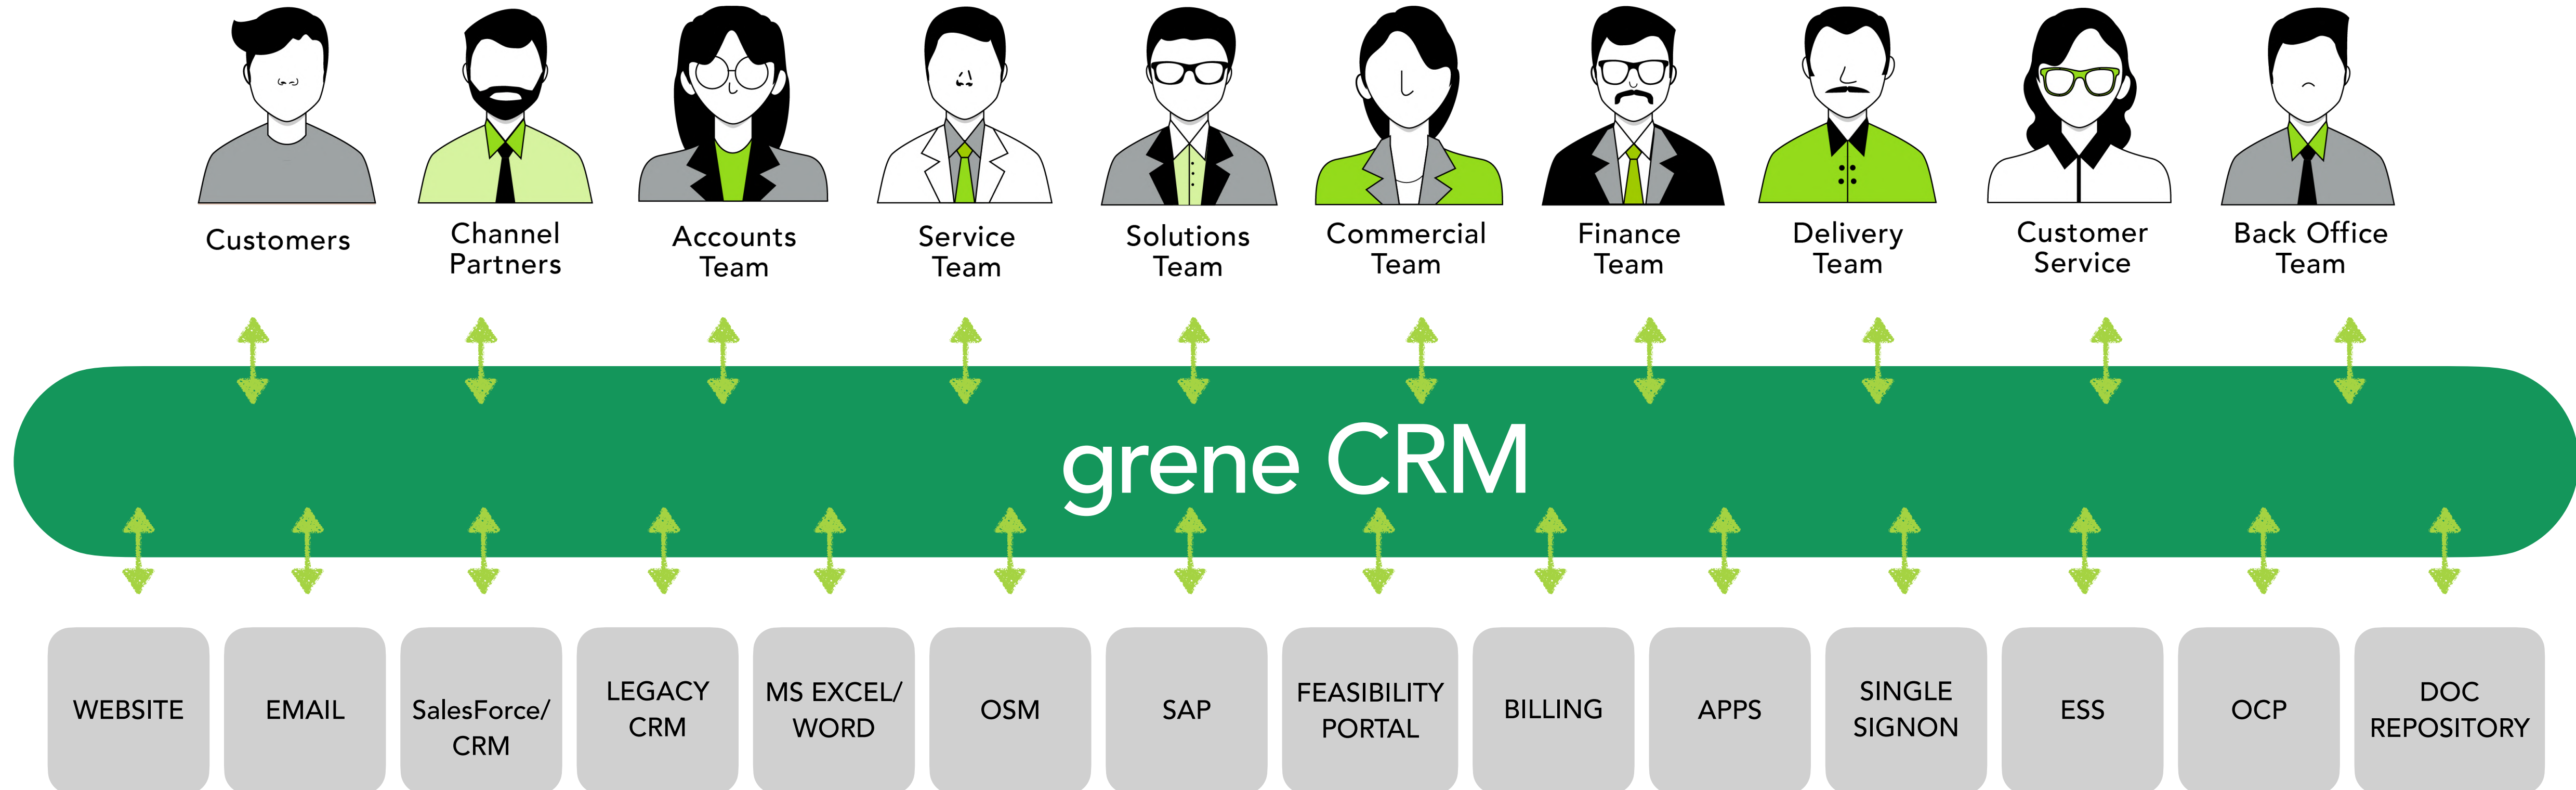 Customers
Channel
Partners
Accounts
Team
Service
Team
Solutions
Team
Commercial
Team
Finance
Team
Delivery
Team
Customer
Service
Back Office
Team
grene CRM
WEBSITE
EMAIL
SalesForce/
CRM
LEGACY
CRM
MS EXCEL/
WORD
OSM
SAP
FEASIBILITY
PORTAL
BILLING
APPS
SINGLE
SIGNON
ESS
OCP
DOC
REPOSITORY